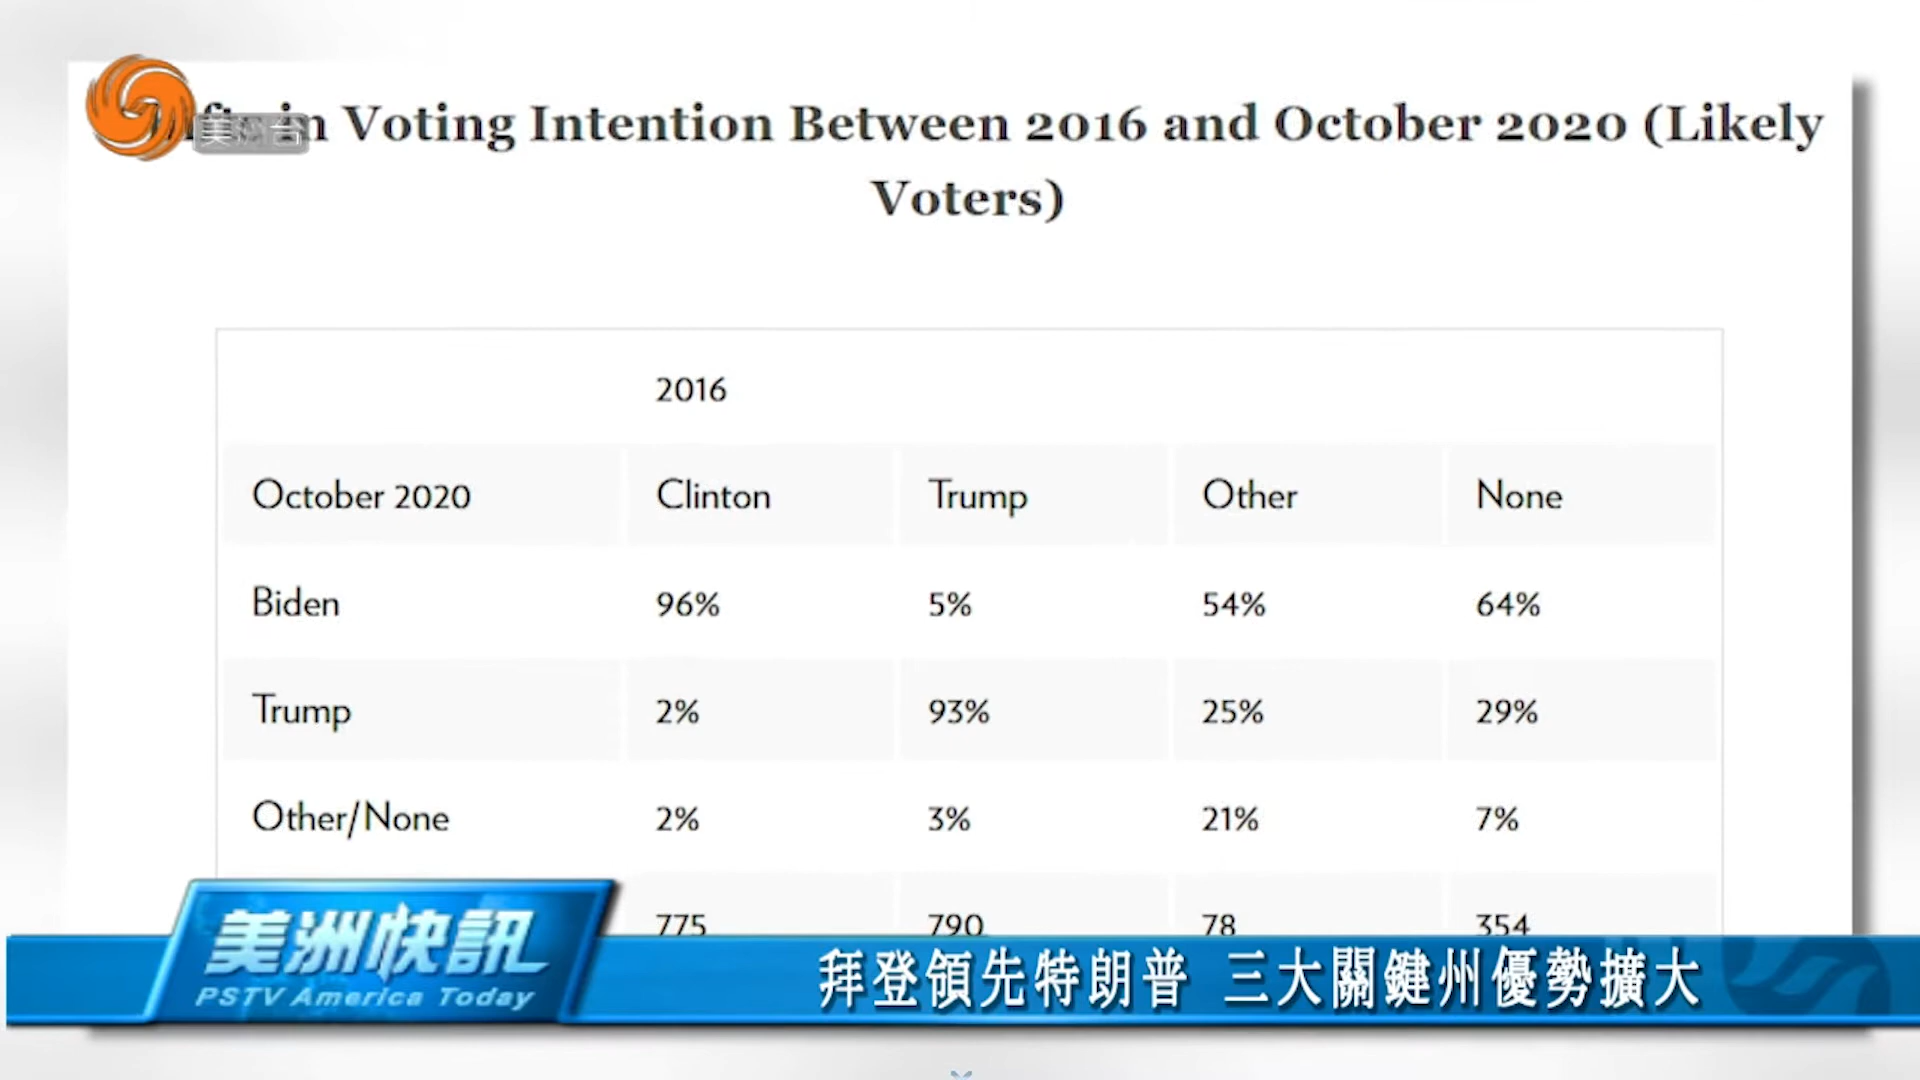 美洲台
in Voting Intention Between 2016 and October 2020 (Likely
Voters)
2016
October 2020 Clinton Trump Other None
Biden 96% 5% 54% 64%
Trump 2% 93% 25% 29%
Other/None 2% 3% 21% 7%
775 790 78 354
美洲快訊
PSTV America Today
拜登領先特朗普 三大關鍵州優勢擴大